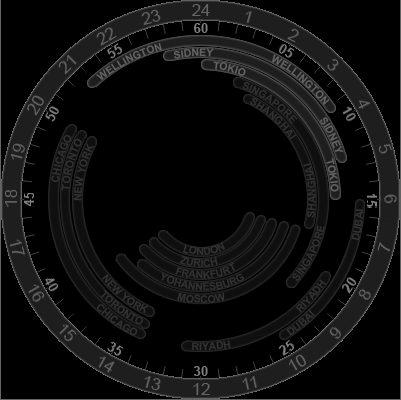 24
1
2
3
4
5
6
7
8
9
10
11
12
13
14
15
16
17
18
19
20
21
22
23
60
05
10
15
20
25
30
35
40
45
50
55
WELLINGTON
WELLINGTON
SIDNEY
SIDNEY
TOKIO
TOKIO
SINGAPORE
SINGAPORE
SHANGHAI
SHANGHAI
DUBAI
DUBAI
RIYADH
RIYADH
MOSCOW
YOHANNESBURG
FRANKFURT
ZURICH
LONDON
NEW YORK
NEW YORK
TORONTO
TORONTO
CHICAGO
CHICAGO